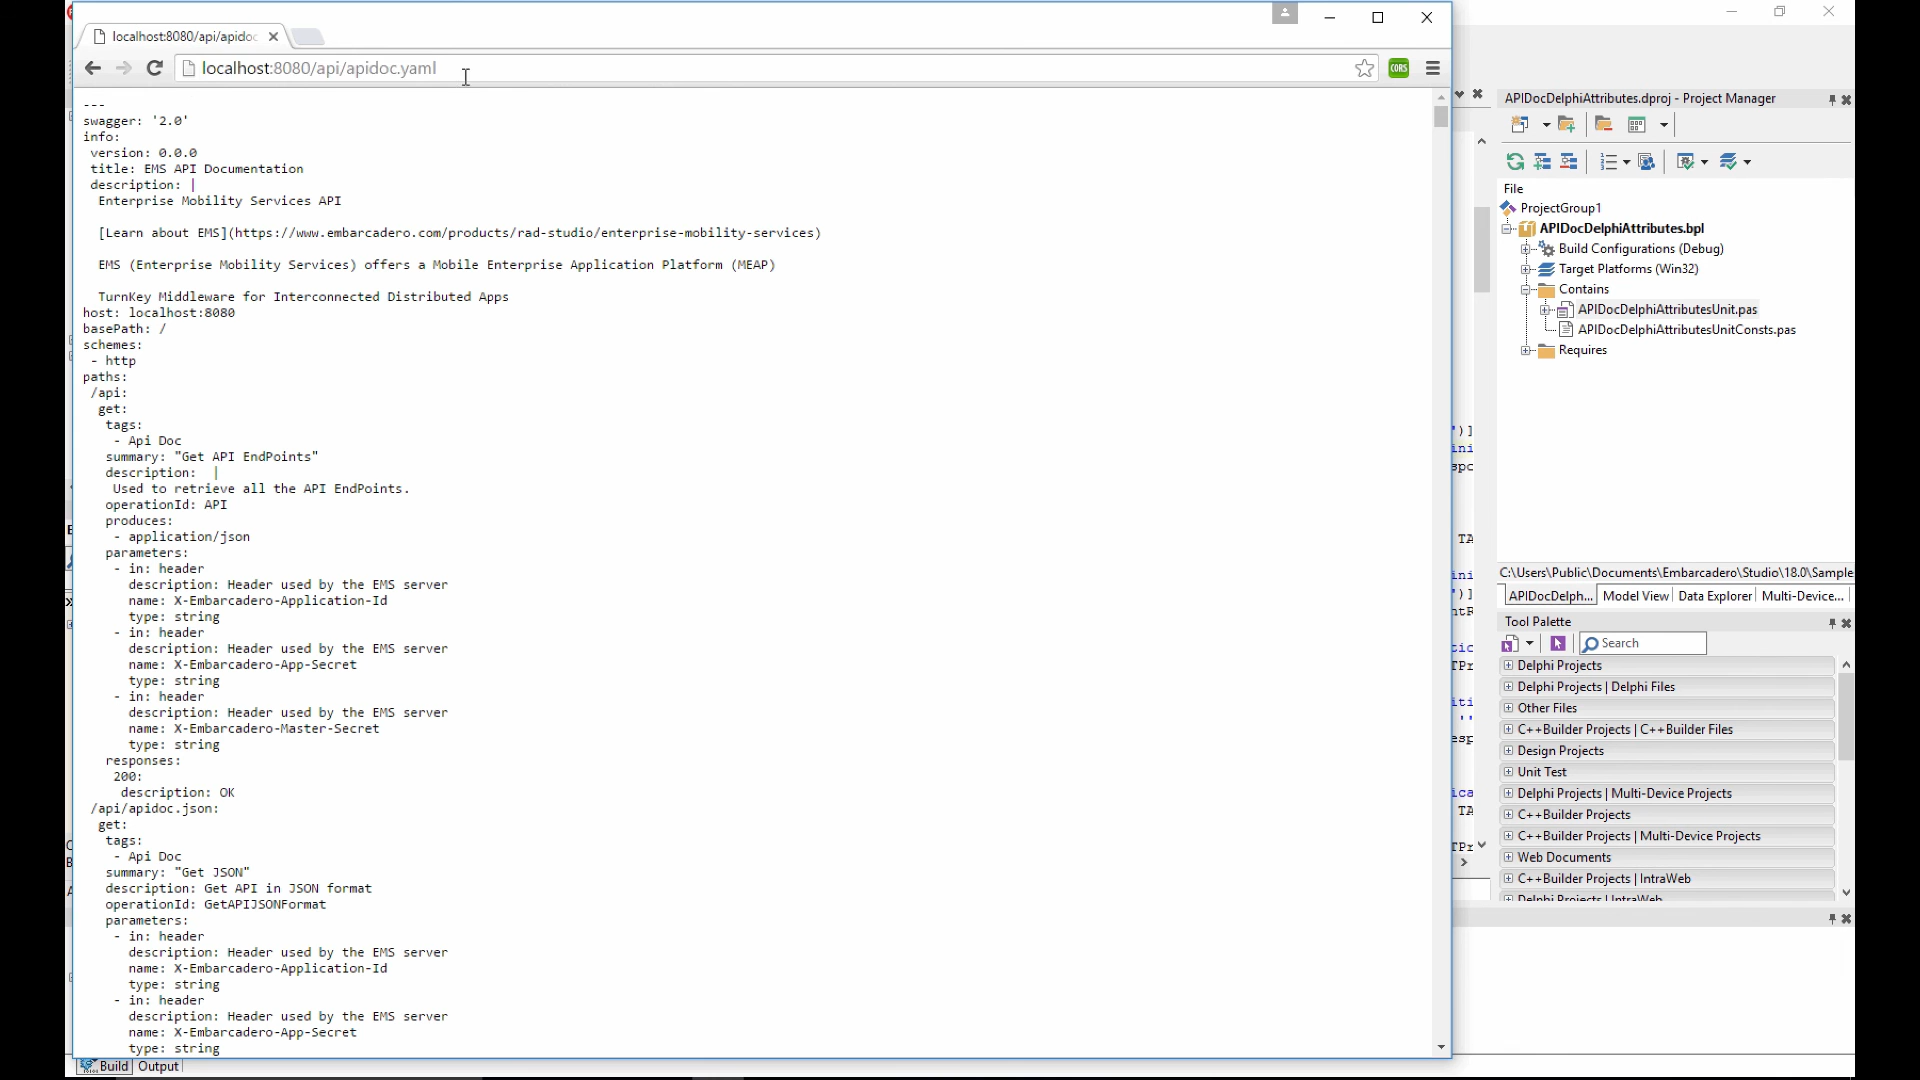 localhost:8080/api/apidoc
localhost:8080/api/apidoc.yaml
CORS
---
swagger: '2.0'
info:
version: 0.0.0
title: EMS API Documentation
description: |
Enterprise Mobility Services API
[Learn about EMS](https://www.embarcadero.com/products/rad-studio/enterprise-mobility-services)
EMS (Enterprise Mobility Services) offers a Mobile Enterprise Application Platform (MEAP)
TurnKey Middleware for Interconnected Distributed Apps
host: localhost:8080
basePath: /
schemes:
- http
paths:
/api:
get:
tags:
- Api Doc
summary: "Get API EndPoints"
description: |
Used to retrieve all the API EndPoints.
operationId: API
produces:
- application/json
parameters:
- in: header
description: Header used by the EMS server
name: X-Embarcadero-Application-Id
type: string
- in: header
description: Header used by the EMS server
name: X-Embarcadero-App-Secret
type: string
- in: header
description: Header used by the EMS server
name: X-Embarcadero-Master-Secret
type: string
responses:
200:
description: OK
/api/apidoc.json:
get:
tags:
- Api Doc
summary: "Get JSON"
description: Get API in JSON format
operationId: GetAPIJSONFormat
parameters:
- in: header
description: Header used by the EMS server
name: X-Embarcadero-Application-Id
type: string
- in: header
description: Header used by the EMS server
name: X-Embarcadero-App-Secret
type: string
Build Output
APIDocDelphiAttributes.dproj - Project Manager
File
ProjectGroup1
APIDocDelphiAttributes.bpl
Build Configurations (Debug)
Target Platforms (Win32)
Contains
APIDocDelphiAttributesUnit.pas
APIDocDelphiAttributesUnitConsts.pas
Requires
C:\Users\Public\Documents\Embarcadero\Studio\18.0\Sample
APIDocDelph... Model View Data Explorer Multi-Device...
Tool Palette
Search
Delphi Projects
Delphi Projects | Delphi Files
Other Files
C++Builder Projects | C++Builder Files
Design Projects
Unit Test
Delphi Projects | Multi-Device Projects
C++Builder Projects
C++Builder Projects | Multi-Device Projects
Web Documents
C++Builder Projects | IntraWeb
Delphi Projects | IntraWeb